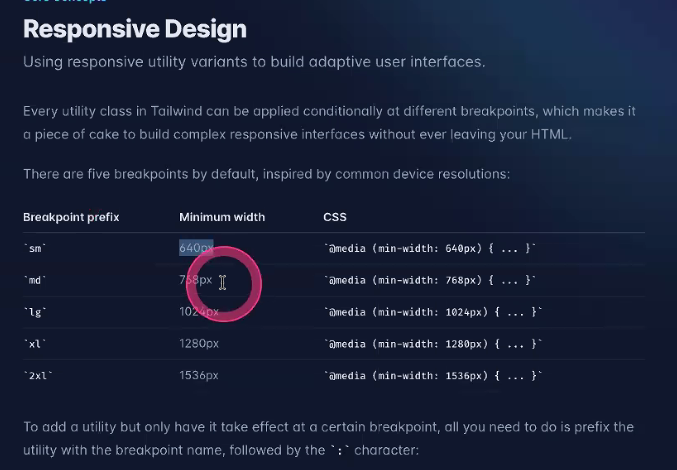 Core Concepts
Responsive Design
Using responsive utility variants to build adaptive user interfaces.
Every utility class in Tailwind can be applied conditionally at different breakpoints, which makes it
a piece of cake to build complex responsive interfaces without ever leaving your HTML.
There are five breakpoints by default, inspired by common device resolutions:
Breakpoint prefix Minimum width CSS
`sm` 640px `@media (min-width: 640px) { ... }`
`md` 768px `@media (min-width: 768px) { ... }`
`lg` 1024px `@media (min-width: 1024px) { ... }`
`xl` 1280px `@media (min-width: 1280px) { ... }`
`2xl` 1536px `@media (min-width: 1536px) { ... }`
To add a utility but only have it take effect at a certain breakpoint, all you need to do is prefix the
utility with the breakpoint name, followed by the `:` character: